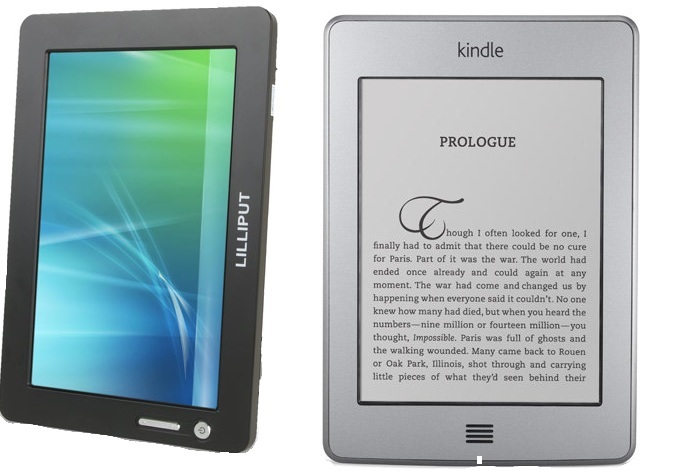 LILLIPUT
kindle
PROLOGUE
Though I often looked for one, I
finally had to admit that there could be no cure
for Paris. Part of it was the war. The world had
ended once already and could again at any
moment. The war had come and changed us by
happening when everyone said it couldn't. No one
knew how many had died, but when you heard the
numbers—nine million or fourteen million—you
thought, Impossible. Paris was full of ghosts and
the walking wounded. Many came back to Rouen
or Oak Park, Illinois, shot through and carrying
little pieces of what they'd seen behind their